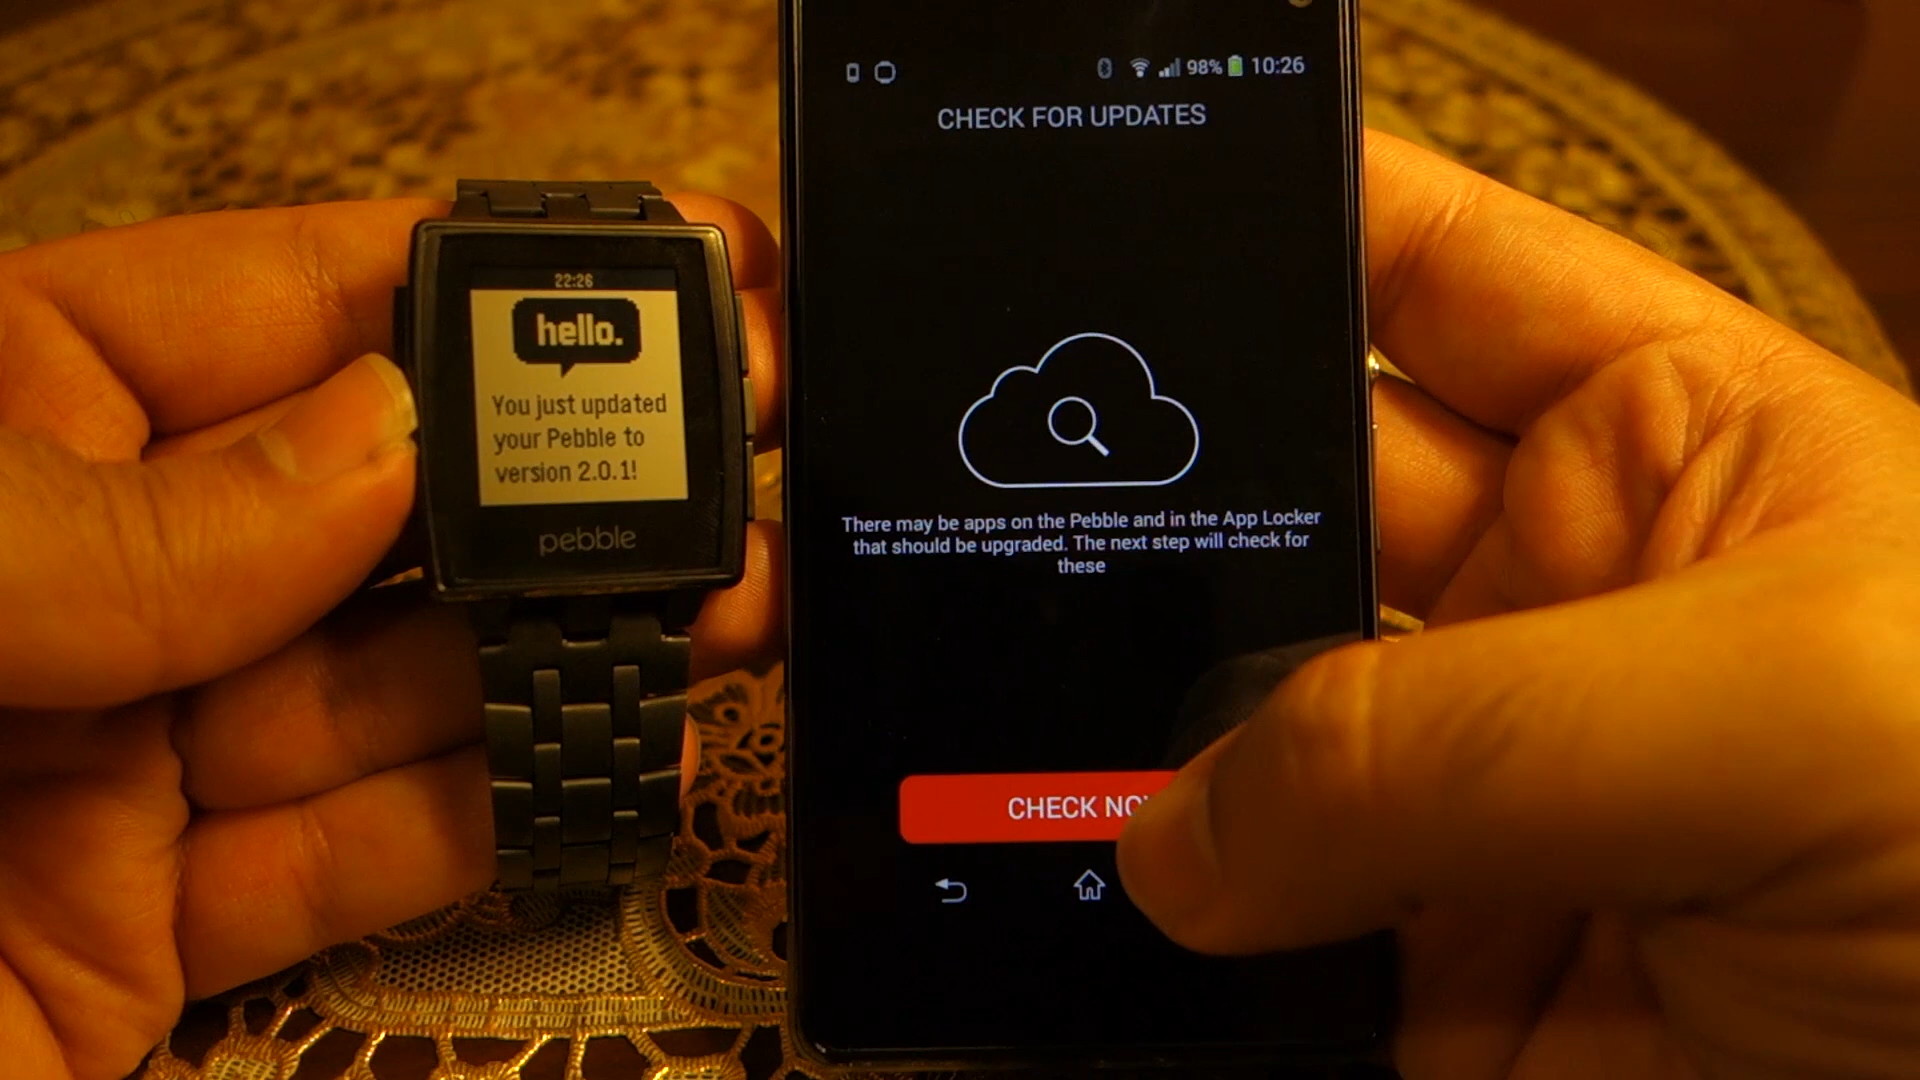 22:26
hello.
You just updated
your Pebble to
version 2.0.1!
pebble
98% 10:26
CHECK FOR UPDATES
There may be apps on the Pebble and in the App Locker
that should be upgraded. The next step will check for
these
CHECK